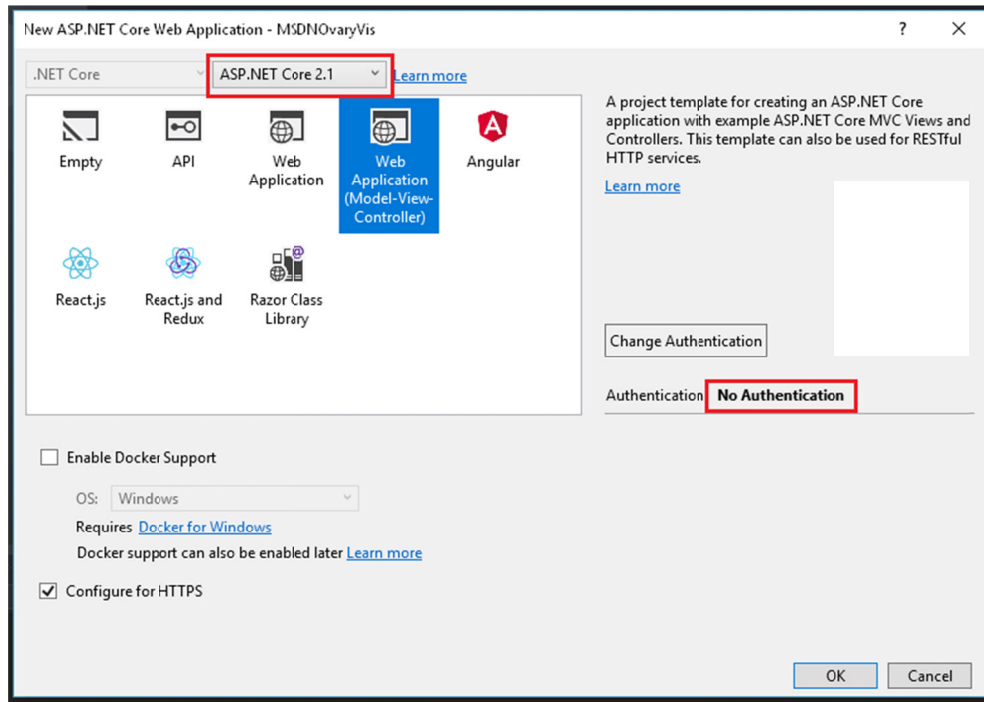 New ASP.NET Core Web Application - MSDNOvaryVis
?
.NET Core
ASP.NET Core 2.1
Learn more
Empty
API
Web
Application
Web
Application
(Model-View-
Controller)
Angular
React.js
React.js and
Redux
Razor Class
Library
A project template for creating an ASP.NET Core
application with example ASP.NET Core MVC Views and
Controllers. This template can also be used for RESTful
HTTP services.
Learn more
Change Authentication
Authentication No Authentication
Enable Docker Support
OS: Windows
Requires Docker for Windows
Docker support can also be enabled later Learn more
Configure for HTTPS
OK
Cancel